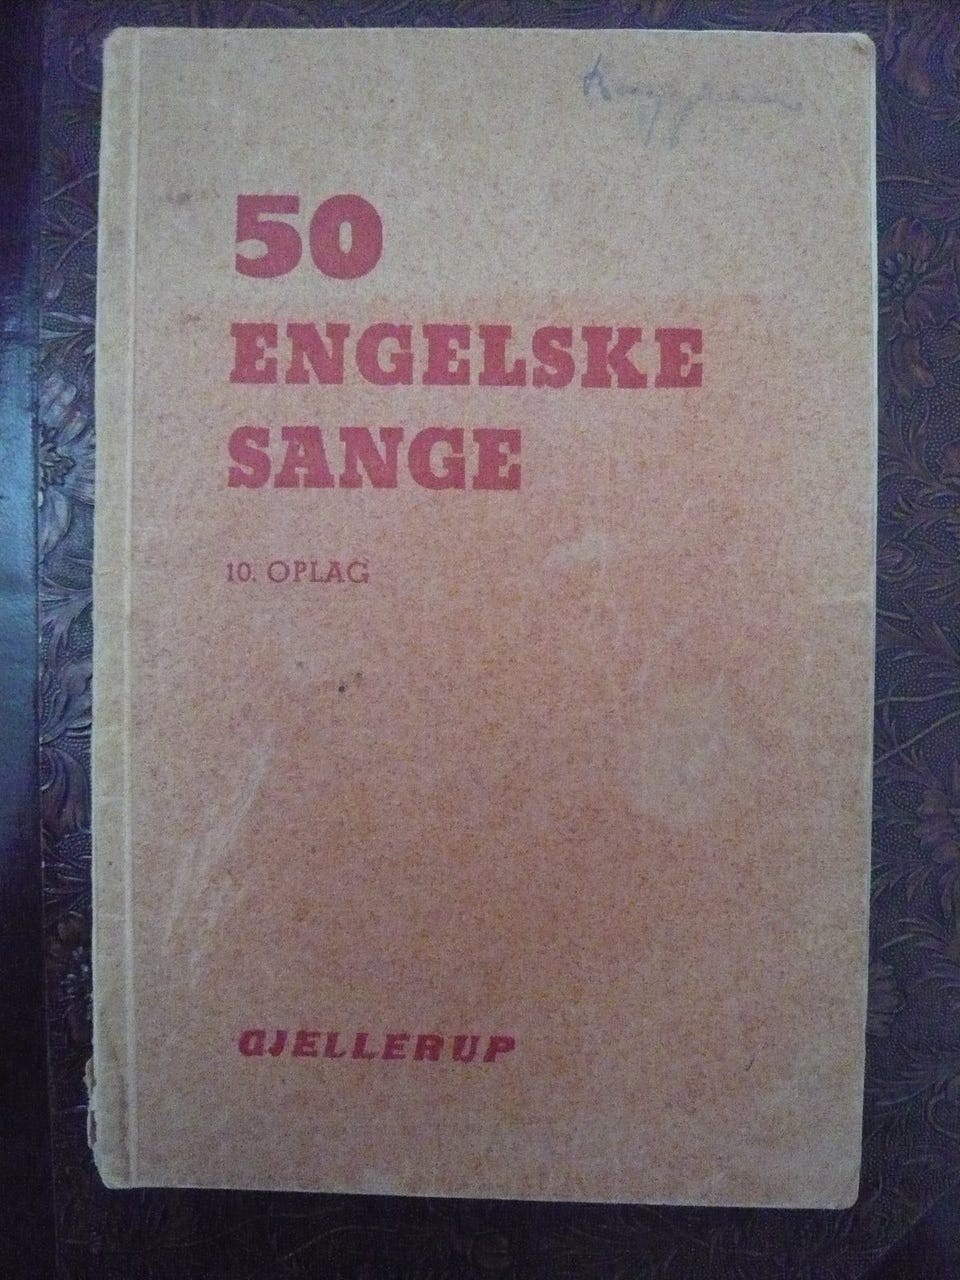 50
ENGELSKE
SANGE
10. OPLAG
GJELLERUP